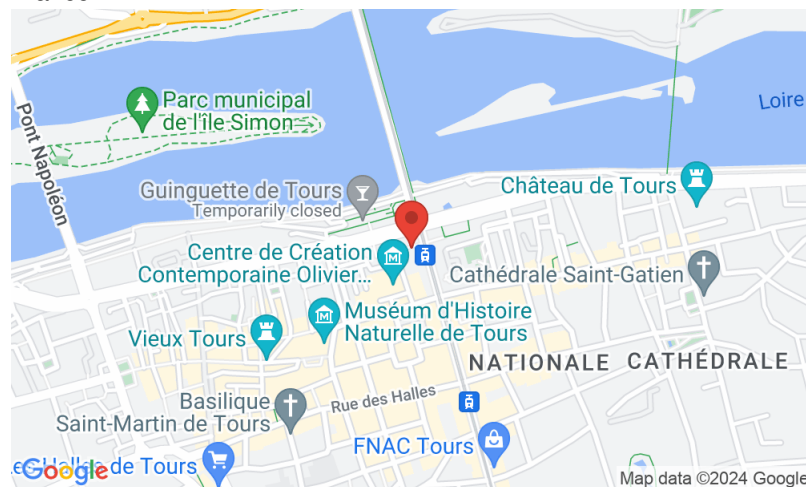 Parc municipal
de l'île Simon
Loire
Pont Napoléon
Guinguette de Tours
Temporarily closed
Château de Tours
Centre de Création
Contemporaine Olivier...
Cathédrale Saint-Gatien
Muséum d'Histoire
Naturelle de Tours
Vieux Tours
NATIONALE
CATHÉDRALE
Basilique
Saint-Martin de Tours
Rue des Halles
FNAC Tours
Halles de Tours
Google
Map data ©2024 Google